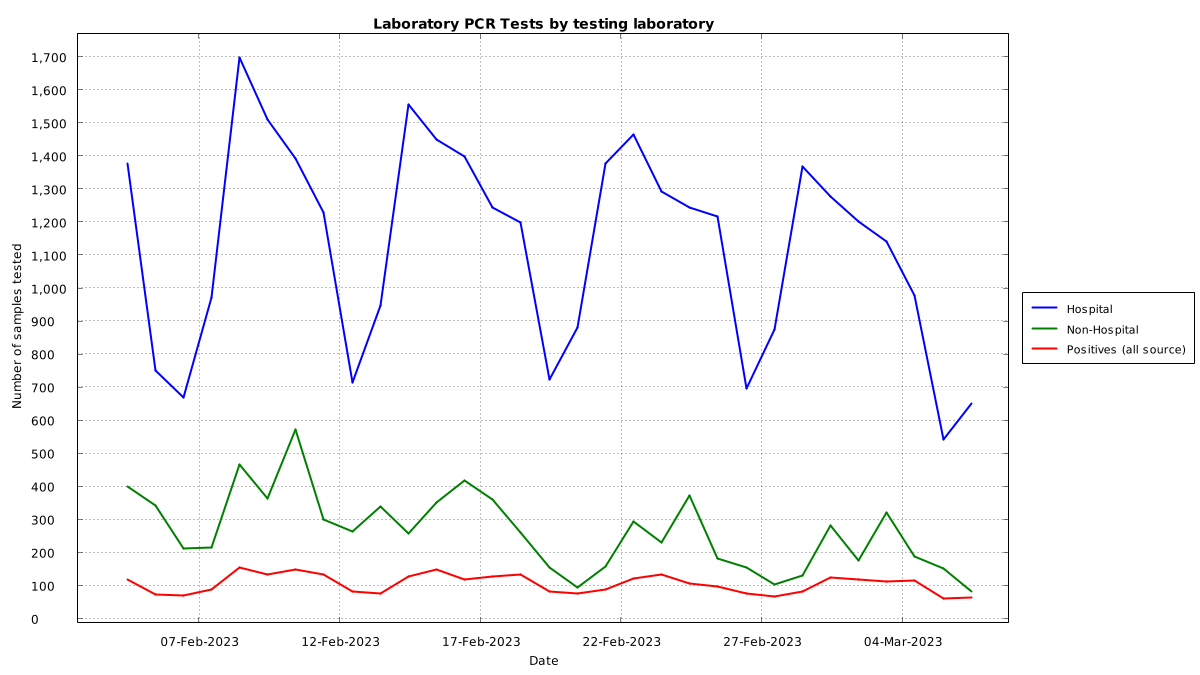 Laboratory PCR Tests by testing laboratory
1,700
1,600
1,500
1,400
1,300
1,200
1,100
1,000
900
800
700
600
500
400
300
200
100
0
Number of samples tested
07-Feb-2023
12-Feb-2023
17-Feb-2023
22-Feb-2023
27-Feb-2023
04-Mar-2023
Date
Hospital
Non-Hospital
Positives (all source)